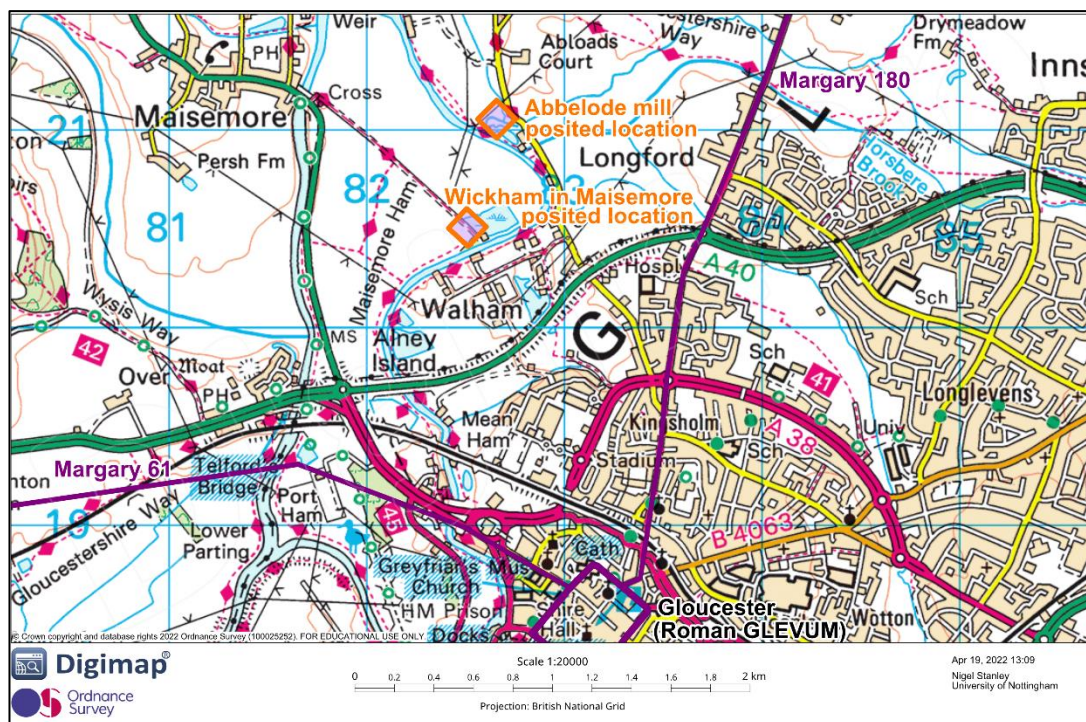 Weir
PH
Abloads
Court
Way
Drymeadow
Fm
Inns
Margary 180
Cross
Maisemore
21
Abbelode mill
posited location
Persh Fm
Longford
Horsbere
Brook
81
82
Wickham in Maisemore
posited location
84
85
Maisemore Ham
A 40
Hospl
Sch
Wysis Way
Walham
Alney
Island
MS
G
42
Moat
Over
PH
Sch
41
Longlevens
Mean
Ham
Kingsholm
A 38
Univ
Sch
Stadium
Margary 61
Telford
Bridge
Port
Ham
17
Gloucestershire Way
19
Lower
Parting
45
B 4063
Cath
Greyfriar's Mus
Church
HM Prison
Shire
Hall
Docks
Gloucester
(Roman GLEVUM)
Wotton
© Crown copyright and database rights 2022 Ordnance Survey (100025252). FOR EDUCATIONAL USE ONLY.
Digimap®
Ordnance
Survey
Scale 1:20000
0 0.2 0.4 0.6 0.8 1 1.2 1.4 1.6 1.8 2 km
Projection: British National Grid
Apr 19, 2022 13:09
Nigel Stanley
University of Nottingham